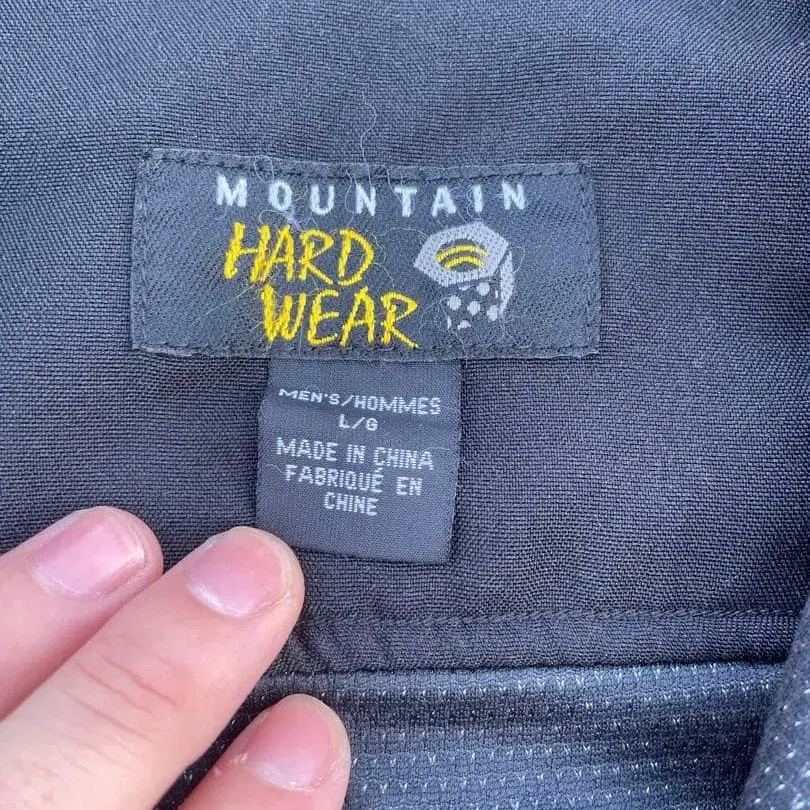 MOUNTAIN
HARD
WEAR
MEN'S/HOMMES
L/G
MADE IN CHINA
FABRIQUÉ EN
CHINE